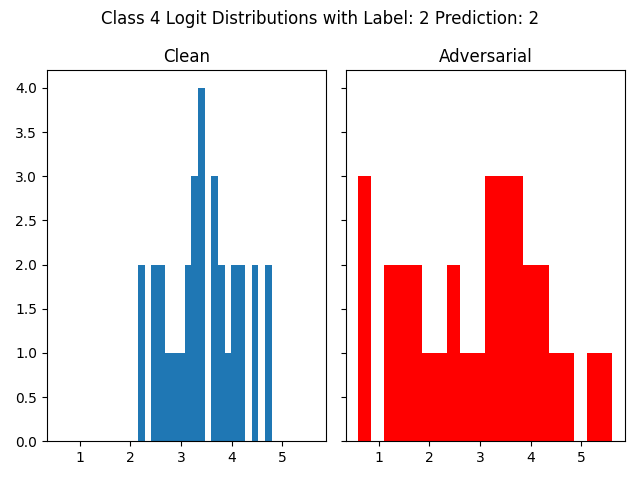 Class 4 Logit Distributions with Label: 2 Prediction: 2
Clean
Adversarial
4.0
3.5
3.0
2.5
2.0
1.5
1.0
0.5
0.0
1 2 3 4 5
1 2 3 4 5